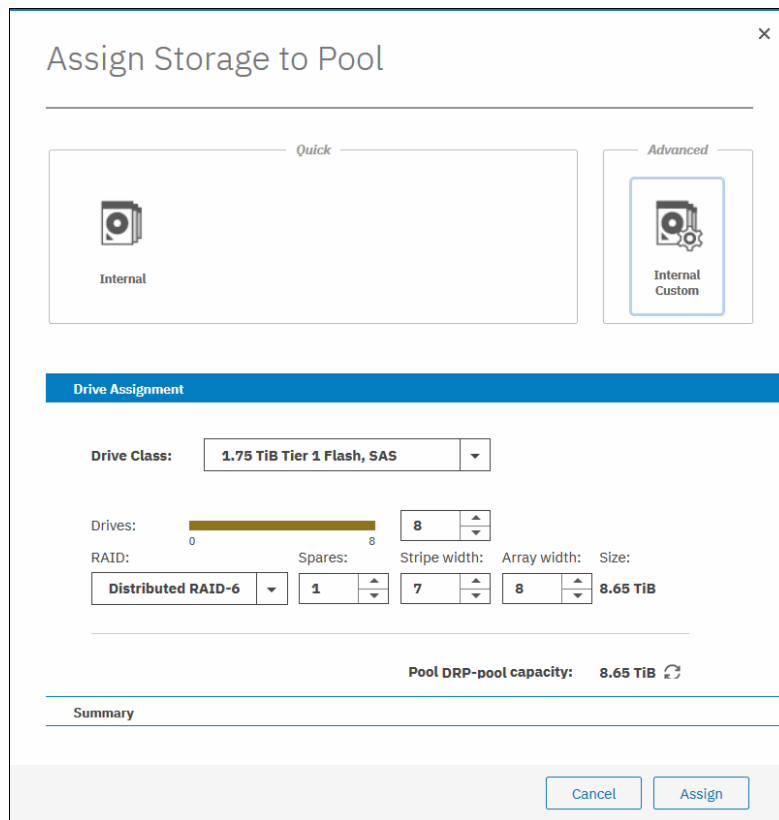 Assign Storage to Pool
Quick
Advanced
Internal
Internal
Custom
Drive Assignment
Drive Class: 1.75 TiB Tier 1 Flash, SAS
Drives: 8
0 8
RAID: Spares: Stripe width: Array width: Size:
Distributed RAID-6 1 7 8 8.65 TiB
Pool DRP-pool capacity: 8.65 TiB
Summary
Cancel Assign